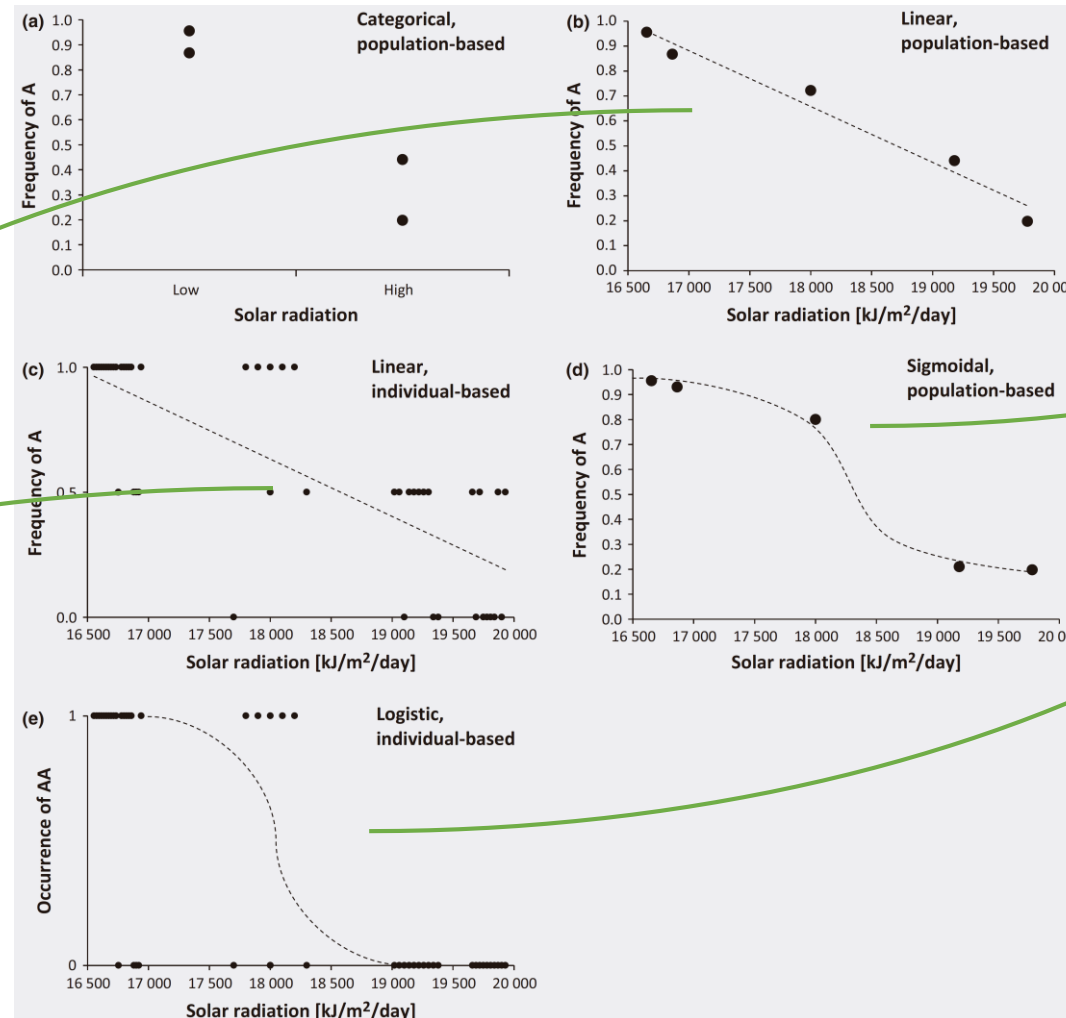 (a)
Categorical,
population-based
Frequency of A
1.0
0.9
0.8
0.7
0.6
0.5
0.4
0.3
0.2
0.1
0.0
Low High
Solar radiation
(b)
Linear,
population-based
Frequency of A
1.0
0.9
0.8
0.7
0.6
0.5
0.4
0.3
0.2
0.1
0.0
16 500 17 000 17 500 18 000 18 500 19 000 19 500 20 000
Solar radiation [kJ/m²/day]
(c)
Linear,
individual-based
Frequency of A
1.0
0.5
0.0
16 500 17 000 17 500 18 000 18 500 19 000 19 500 20 000
Solar radiation [kJ/m²/day]
(d)
Sigmoidal,
population-based
Frequency of A
1.0
0.9
0.8
0.7
0.6
0.5
0.4
0.3
0.2
0.1
0.0
16 500 17 000 17 500 18 000 18 500 19 000 19 500 20 00
Solar radiation [kJ/m²/day]
(e)
Logistic,
individual-based
Occurrence of AA
1
0
16 500 17 000 17 500 18 000 18 500 19 000 19 500 20 000
Solar radiation [kJ/m²/day]